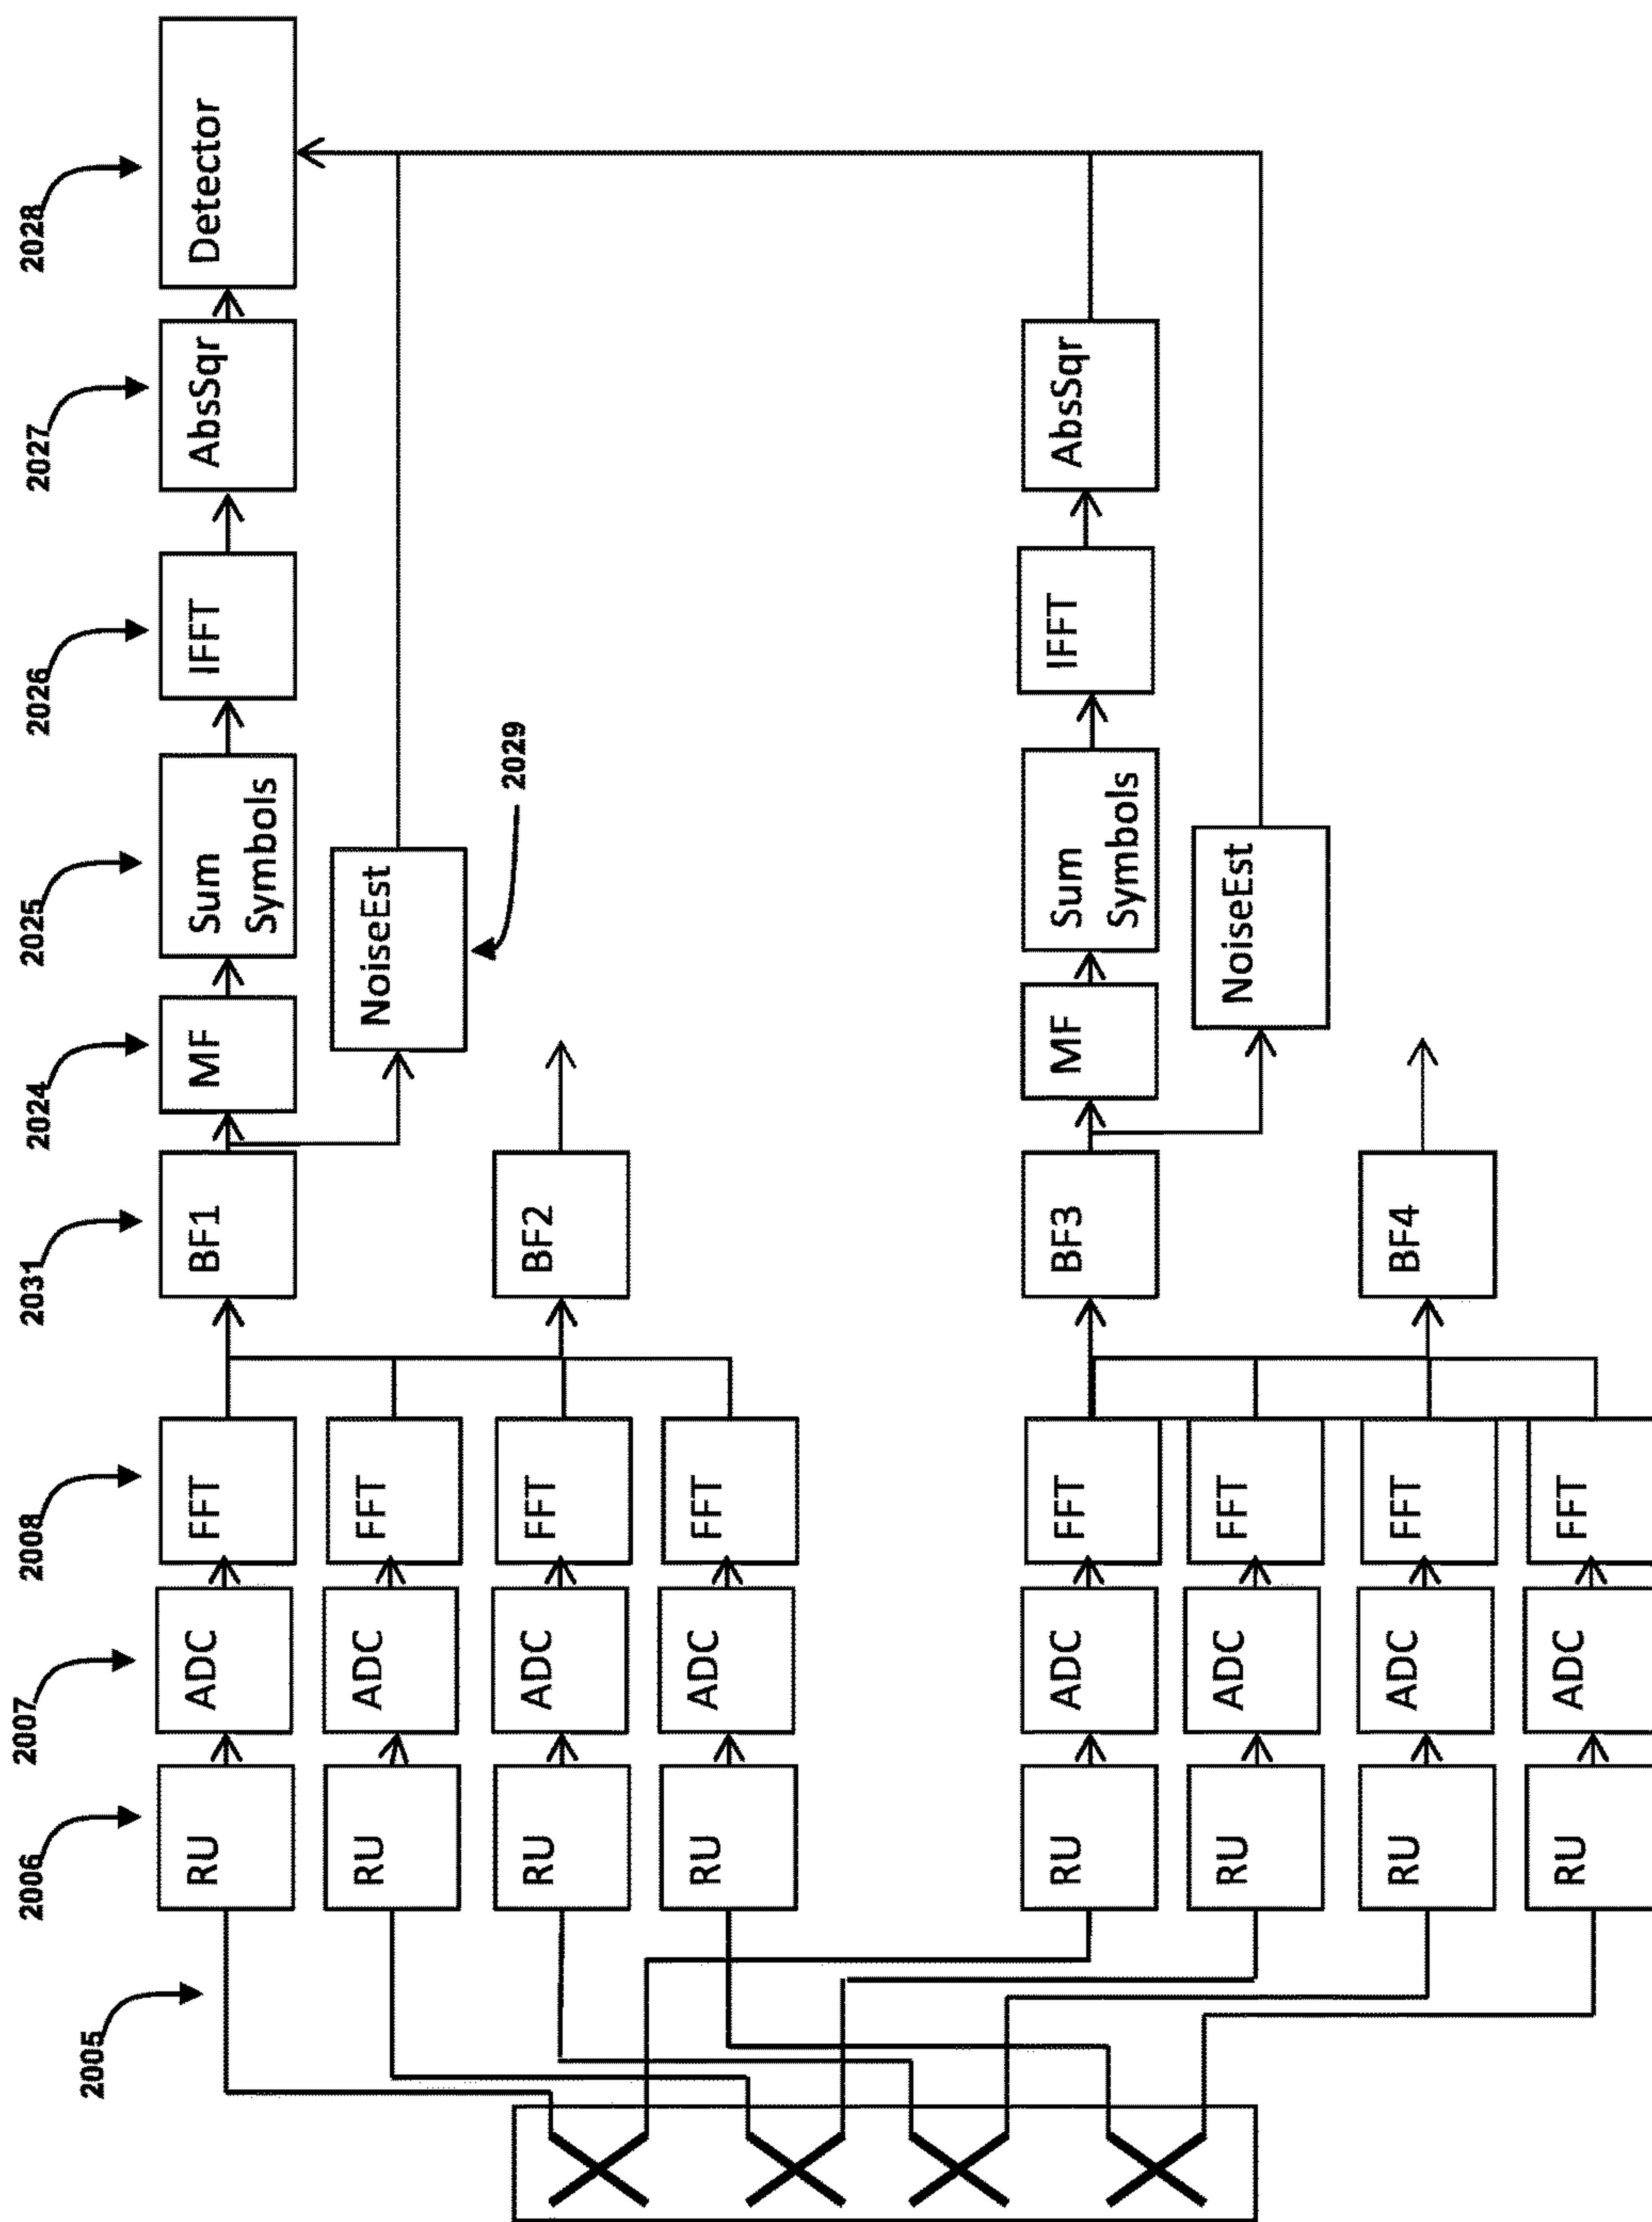 2005
2006
2007
2008
2031
2024
2025
2026
2027
2028
RU
ADC
FFT
BF1
MF
Sum
Symbols
IFFT
AbsSqr
Detector
RU
ADC
FFT
NoiseEst
2029
RU
ADC
FFT
BF2
RU
ADC
FFT
RU
ADC
FFT
BF3
MF
Sum
Symbols
IFFT
AbsSqr
RU
ADC
FFT
NoiseEst
RU
ADC
FFT
BF4
RU
ADC
FFT